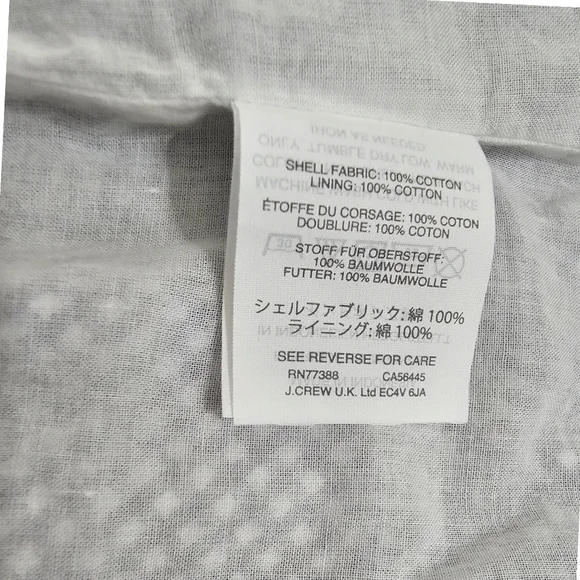 SHELL FABRIC: 100% COTTON
LINING: 100% COTTON
ÉTOFFE DU CORSAGE: 100% COTON
DOUBLURE: 100% COTON
STOFF FÜR OBERSTOFF:
100% BAUMWOLLE
FUTTER: 100% BAUMWOLLE
シェルファブリック: 綿 100%
ライニング: 綿 100%
SEE REVERSE FOR CARE
RN77388 CA56445
J.CREW U.K. Ltd EC4V 6JA